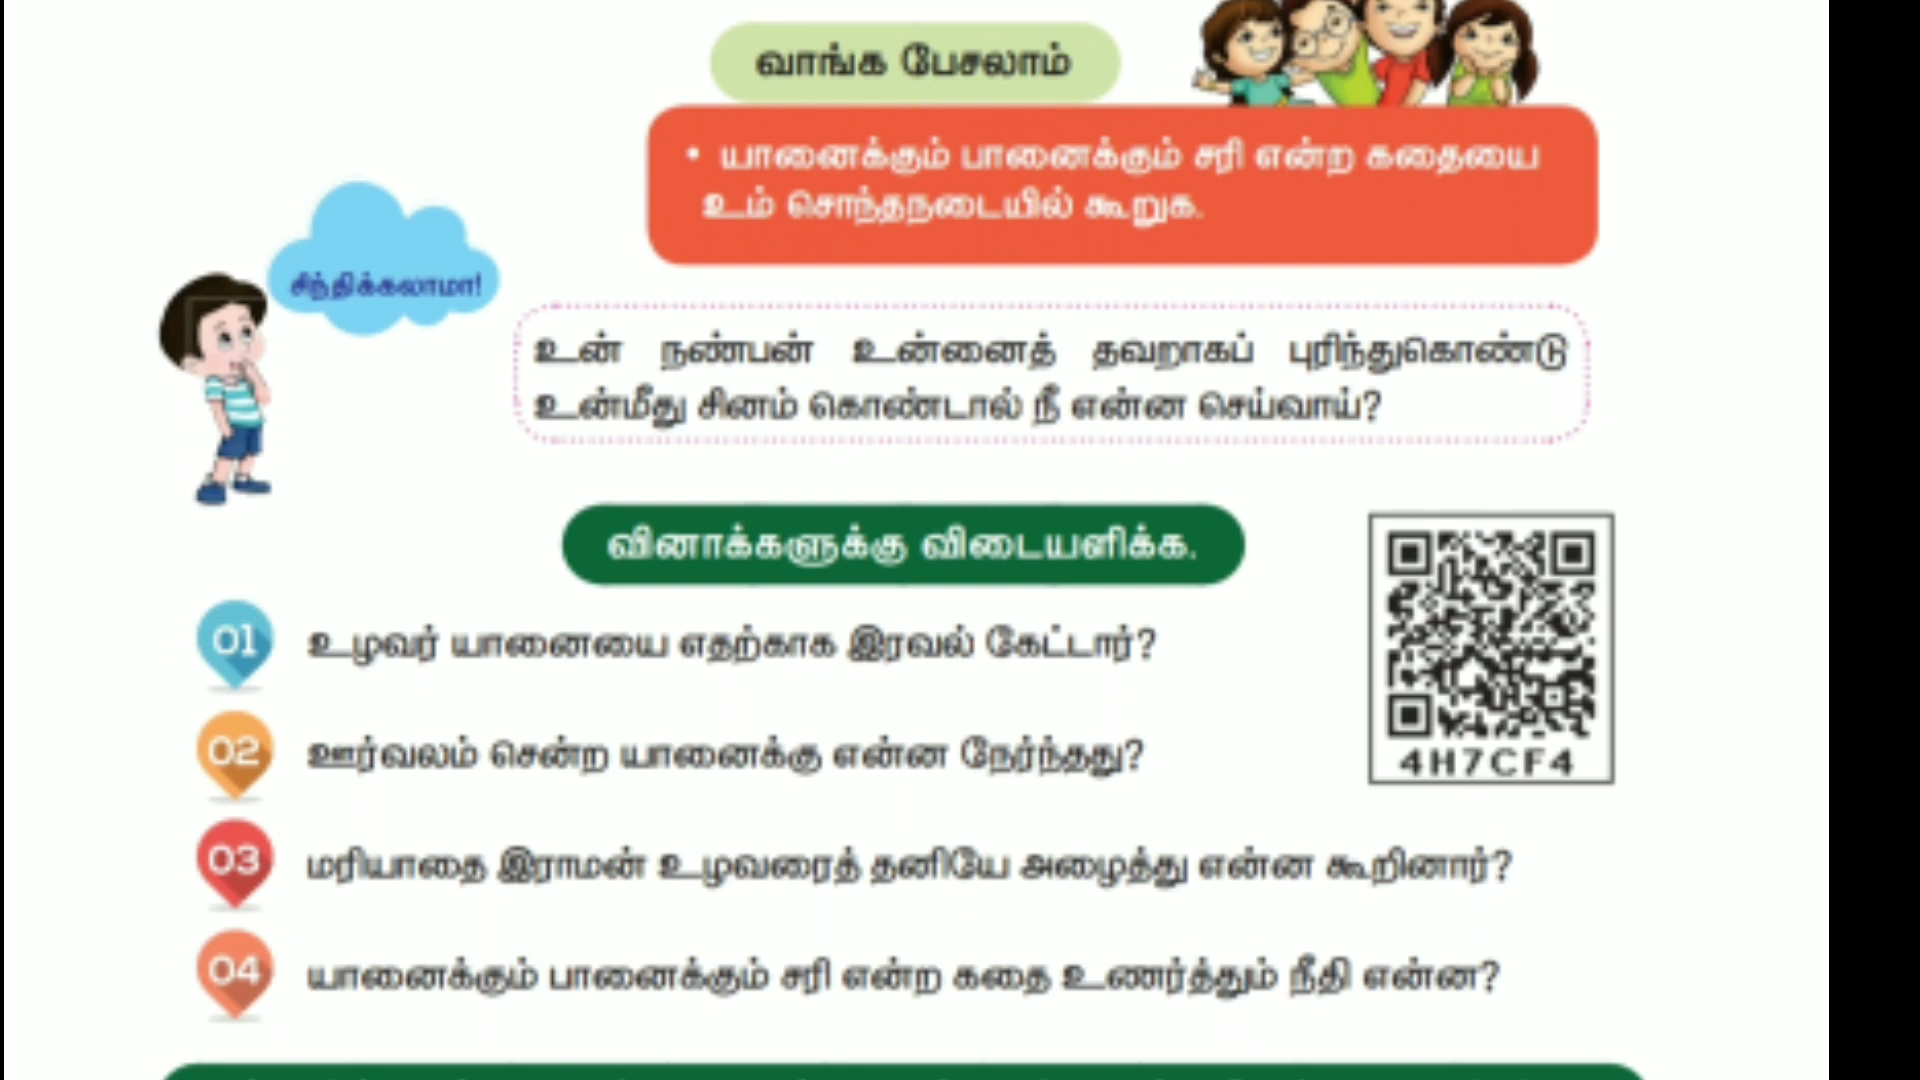 வாங்க பேசலாம்
• யானைக்கும் பானைக்கும் சரி என்ற கதையை
உம் சொந்தநடையில் கூறுக.
சிந்திக்கலாமா!
உன் நண்பன் உன்னைத் தவறாகப் புரிந்துகொண்டு
உன்மீது சினம் கொண்டால் நீ என்ன செய்வாய்?
வினாக்களுக்கு விடையளிக்க.
01 உழவர் யானையை எதற்காக இரவல் கேட்டார்?
02 ஊர்வலம் சென்ற யானைக்கு என்ன நேர்ந்தது?
4H7CF4
03 மரியாதை இராமன் உழவரைத் தனியே அழைத்து என்ன கூறினார்?
04 யானைக்கும் பானைக்கும் சரி என்ற கதை உணர்த்தும் நீதி என்ன?